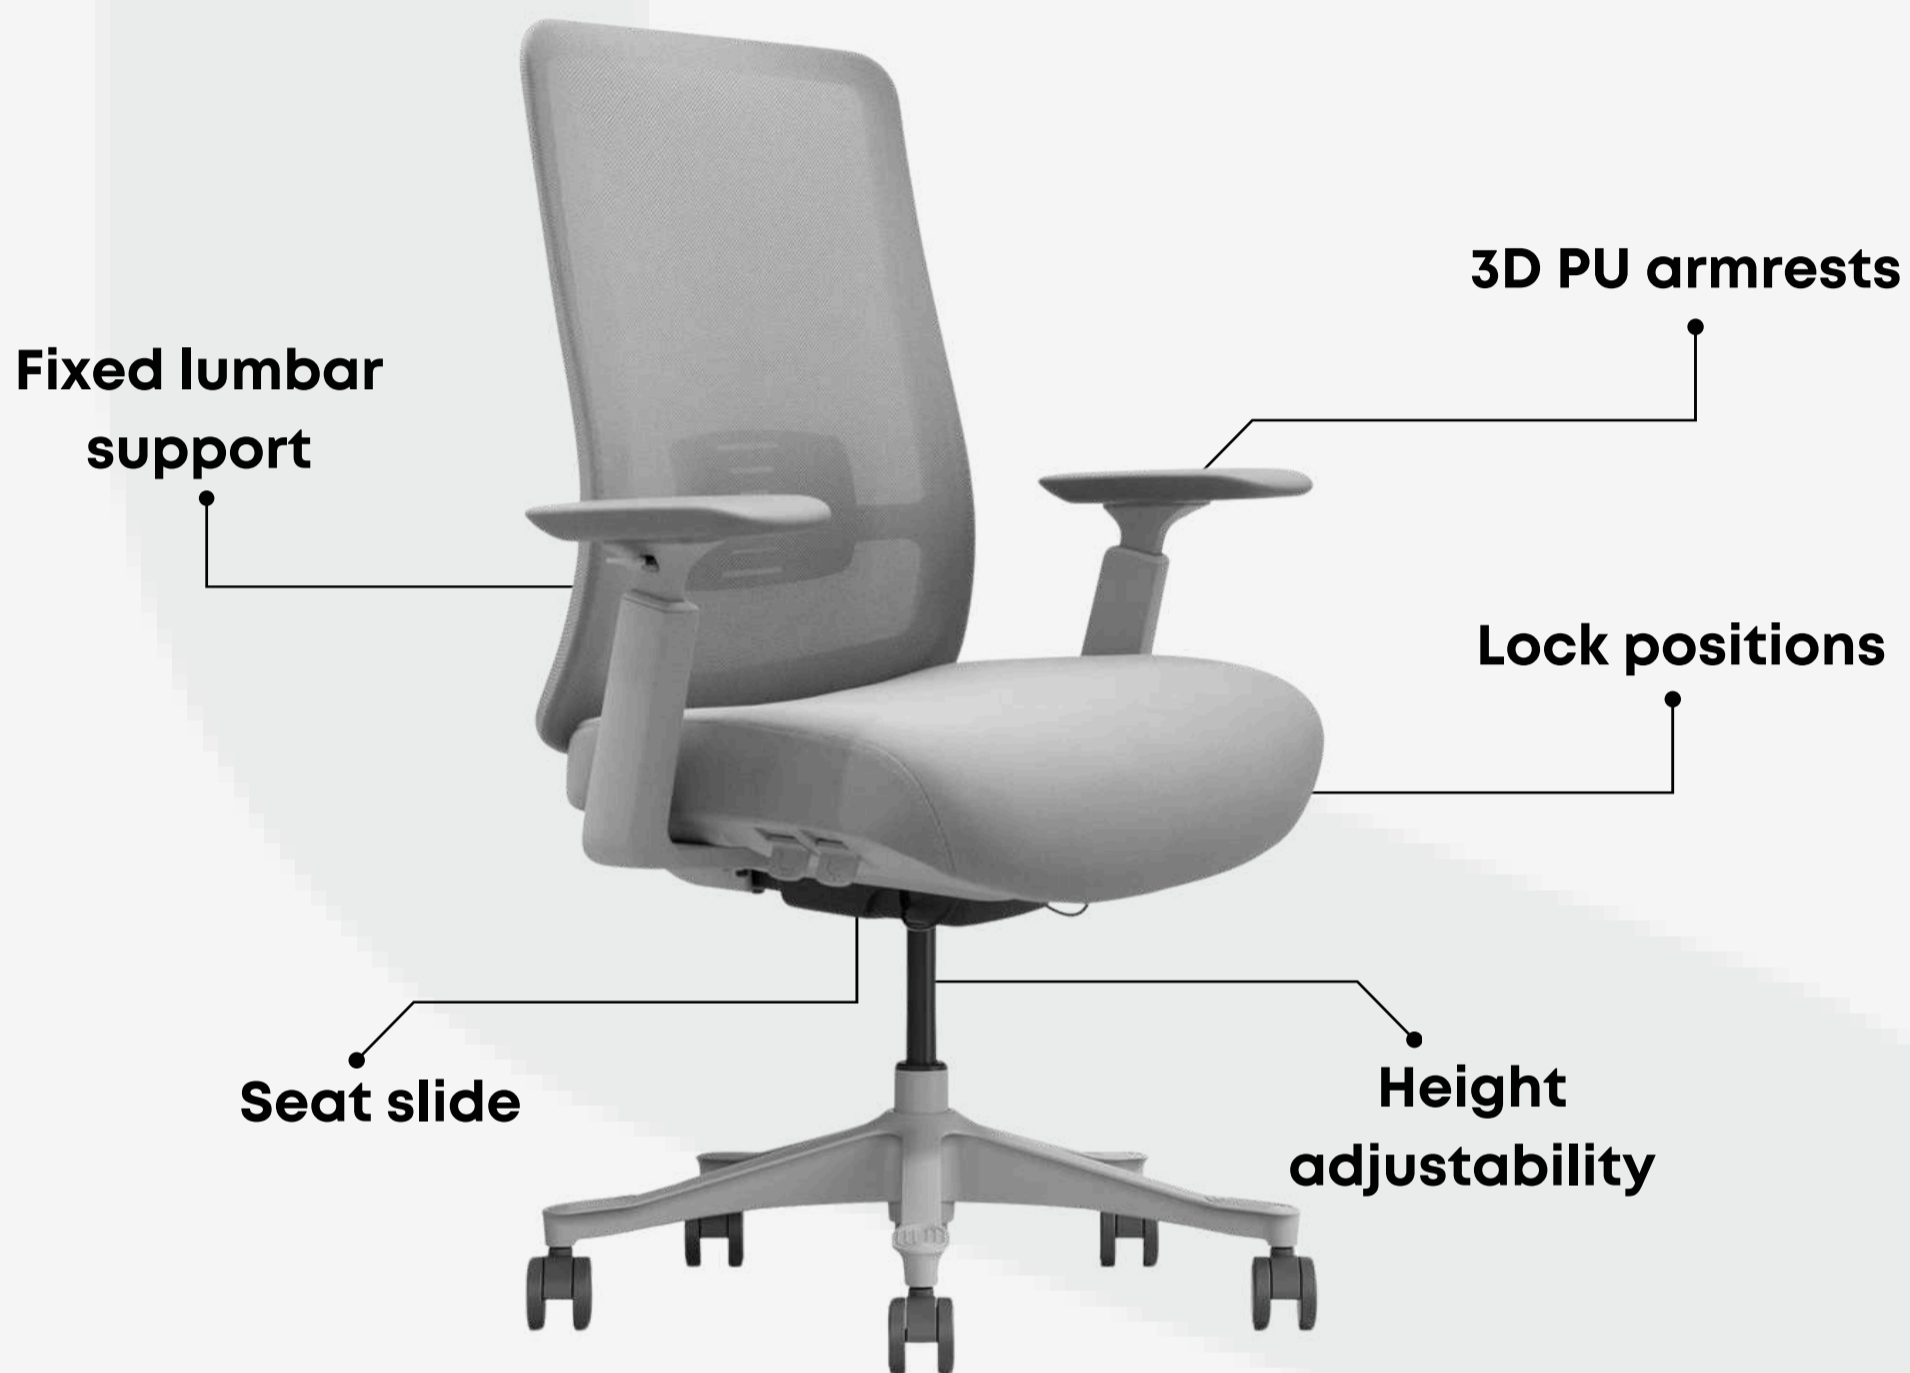 3D PU armrests
Fixed lumbar
support
Lock positions
Seat slide
Height
adjustability